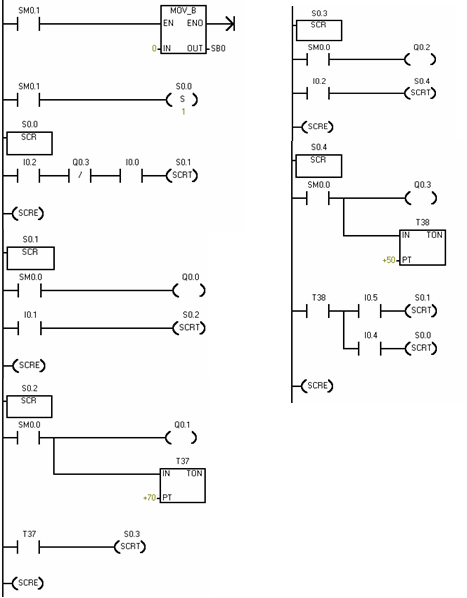 SM0.1
MOV_B
EN ENO
0 IN OUT SB0
SM0.1 S0.0
S
1
S0.0
SCR
I0.2 Q0.3 I0.0 S0.1
/ SCRT
SCRE
S0.1
SCR
SM0.0 Q0.0
I0.1 S0.2
SCRT
SCRE
S0.2
SCR
SM0.0 Q0.1
T37
IN TON
+70 PT
T37 S0.3
SCRT
SCRE
S0.3
SCR
SM0.0 Q0.2
I0.2 S0.4
SCRT
SCRE
S0.4
SCR
SM0.0 Q0.3
T38
IN TON
+50 PT
T38 I0.5 S0.1
SCRT
I0.4 S0.0
SCRT
SCRE